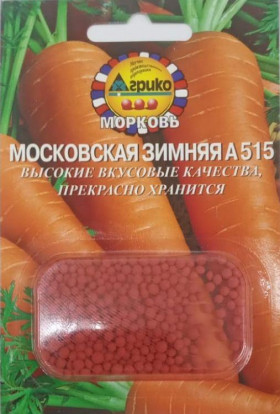 Агрико
МОРКОВЬ
МОСКОВСКАЯ ЗИМНЯЯ А 515
ВЫСОКИЕ ВКУСОВЫЕ КАЧЕСТВА,
ПРЕКРАСНО ХРАНИТСЯ